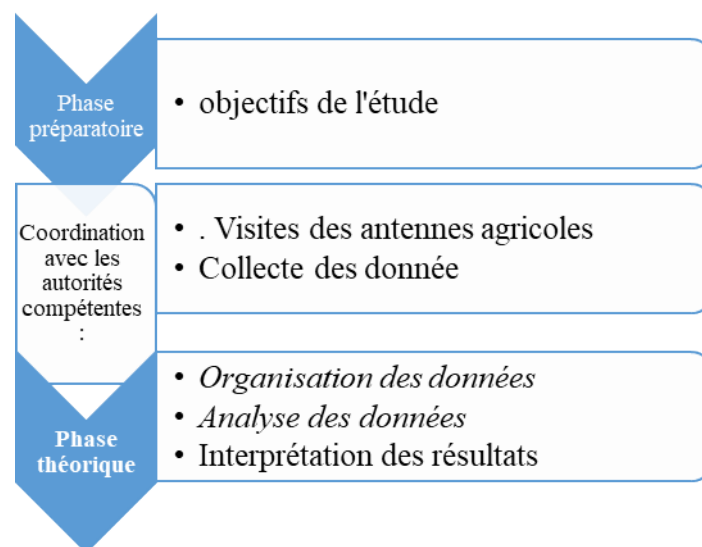 Phase
préparatoire
• objectifs de l'étude
Coordination
avec les
autorités
compétentes
:
• . Visites des antennes agricoles
• Collecte des donnée
Phase
théorique
• Organisation des données
• Analyse des données
• Interprétation des résultats